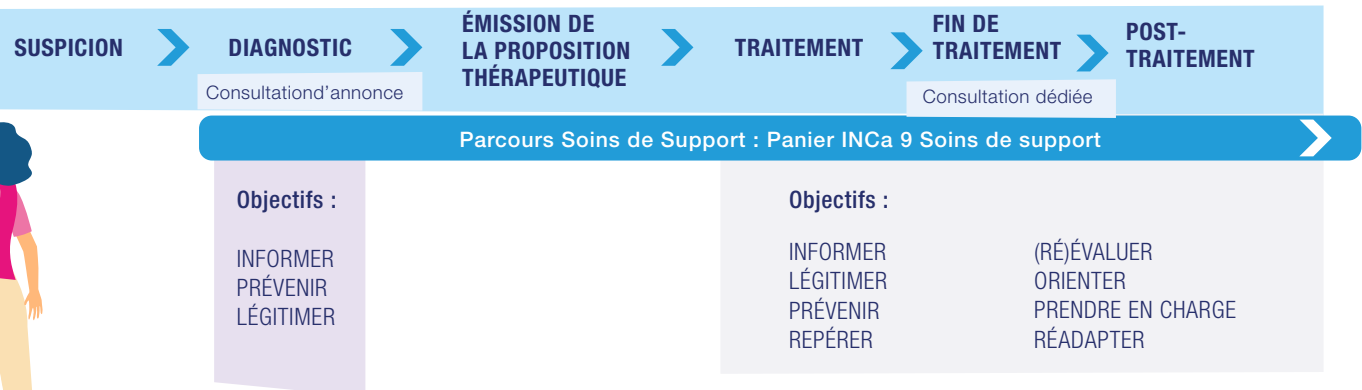 SUSPICION
DIAGNOSTIC
ÉMISSION DE
LA PROPOSITION
THÉRAPEUTIQUE
TRAITEMENT
FIN DE
TRAITEMENT
POST-
TRAITEMENT
Consultationd’annonce
Consultation dédiée
Parcours Soins de Support : Panier INCa 9 Soins de support
Objectifs :
INFORMER
PRÉVENIR
LÉGITIMER
Objectifs :
INFORMER
LÉGITIMER
PRÉVENIR
REPÉRER
(RÉ)ÉVALUER
ORIENTER
PRENDRE EN CHARGE
RÉADAPTER